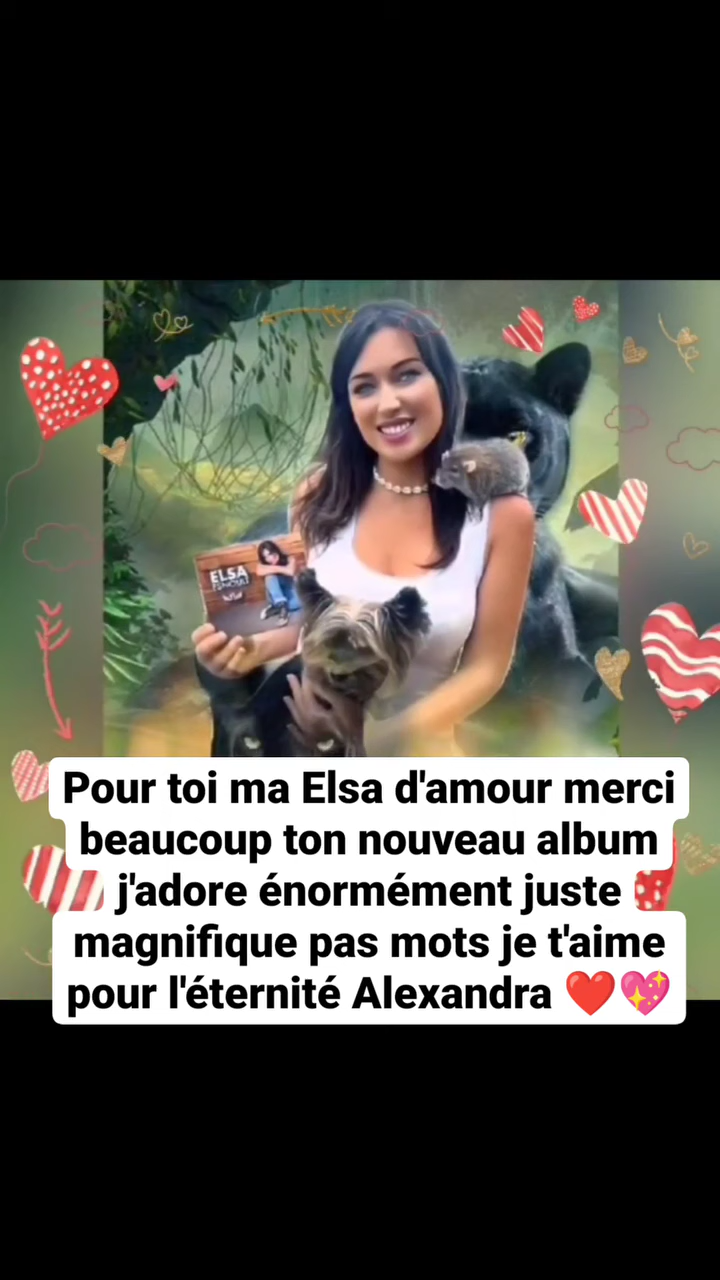 ELSA
ESNOULT
Pour toi ma Elsa d'amour merci
beaucoup ton nouveau album
j'adore énormément juste
magnifique pas mots je t'aime
pour l'éternité Alexandra ❤️💖